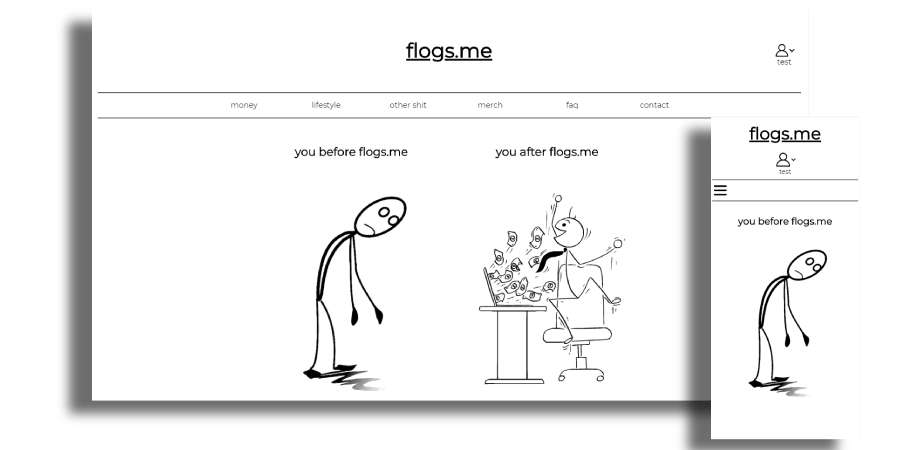 flogs.me
test
money lifestyle other shit merch faq contact
you before flogs.me you after flogs.me
flogs.me
test
you before flogs.me